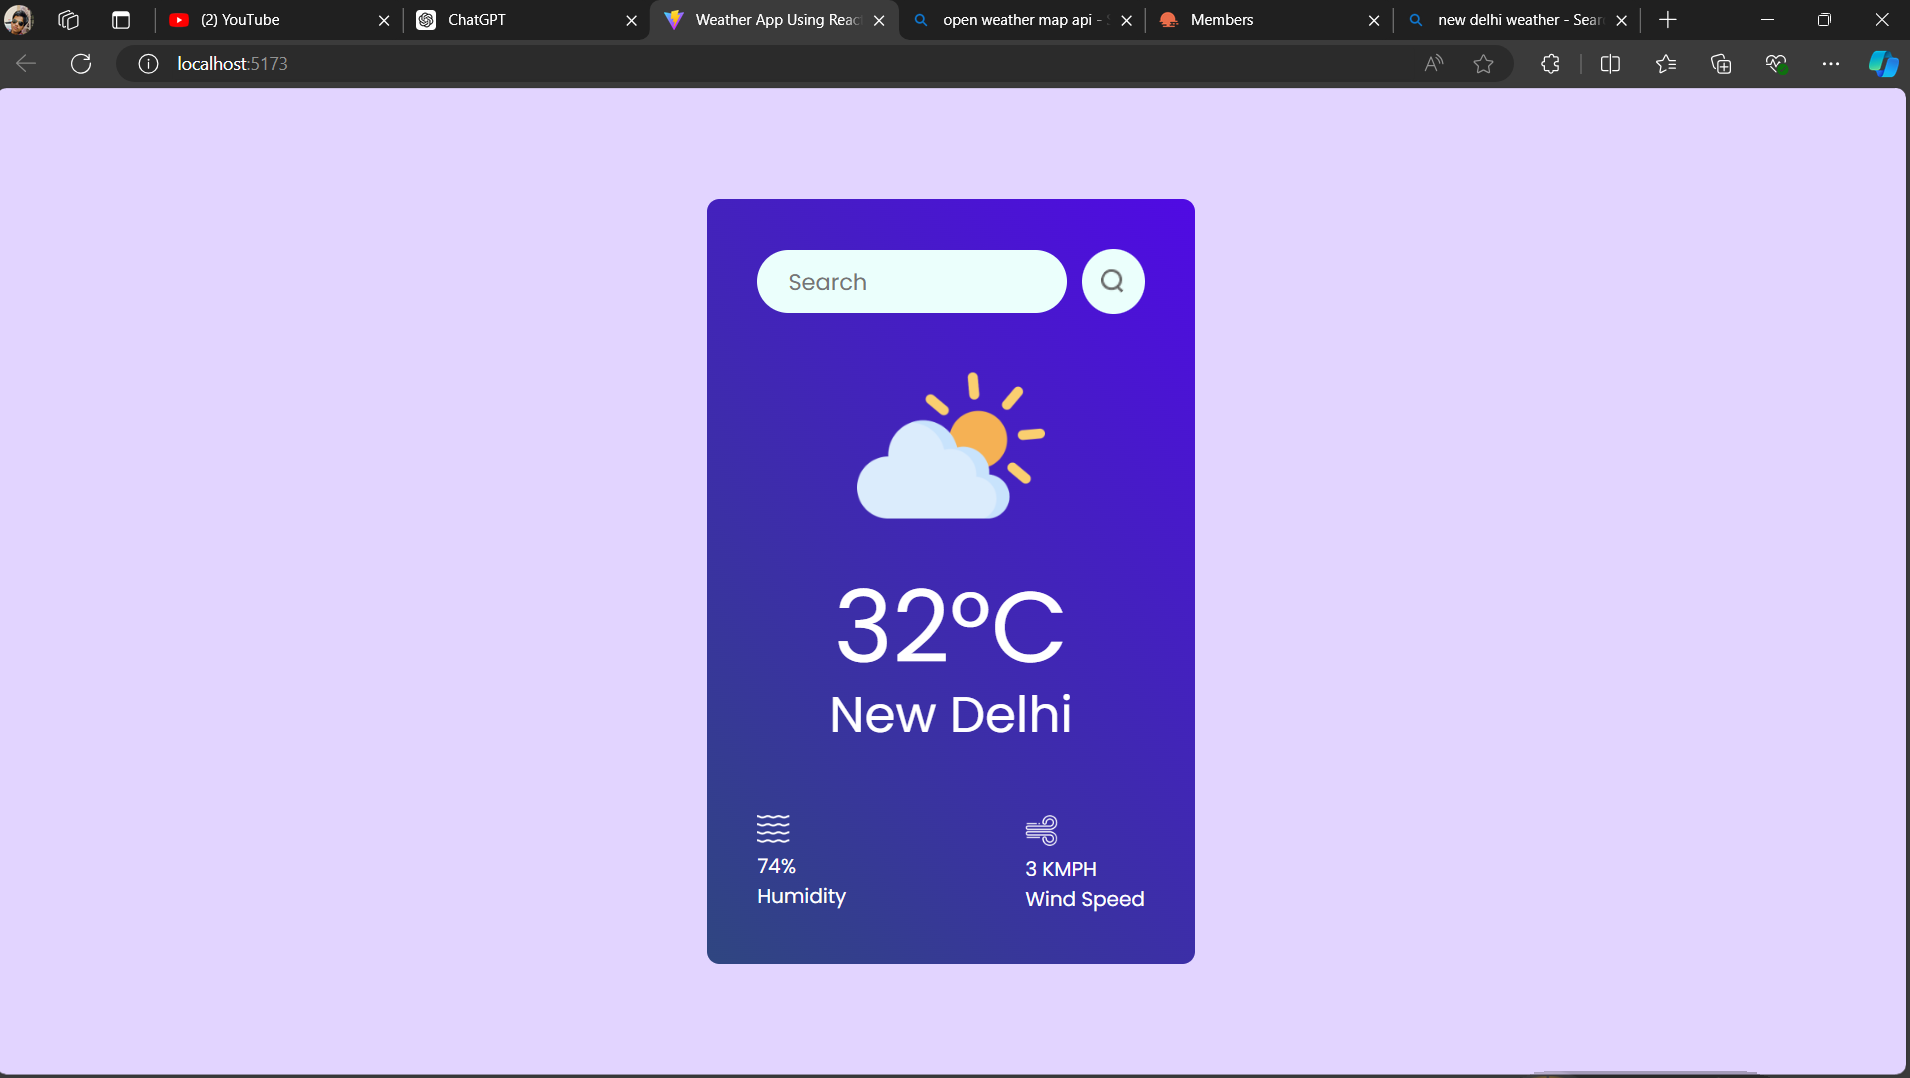 (2) YouTube
ChatGPT
Weather App Using Reac
open weather map api -
Members
new delhi weather - Sear
localhost:5173
Search
32°C
New Delhi
74%
Humidity
3 KMPH
Wind Speed